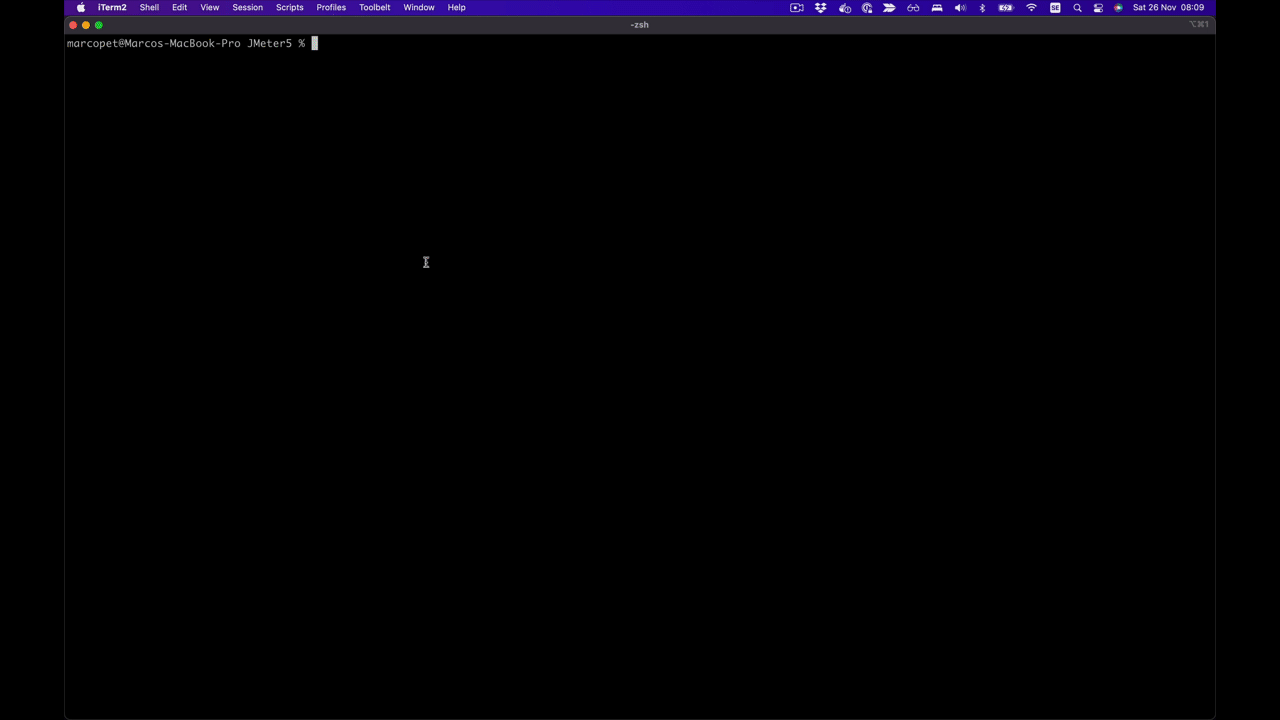 iTerm2 Shell Edit View Session Scripts Profiles Toolbelt Window Help SE Sat 26 Nov 08:09
-zsh ⌥⌘1
marcopet@Marcos-MacBook-Pro JMeter5 %